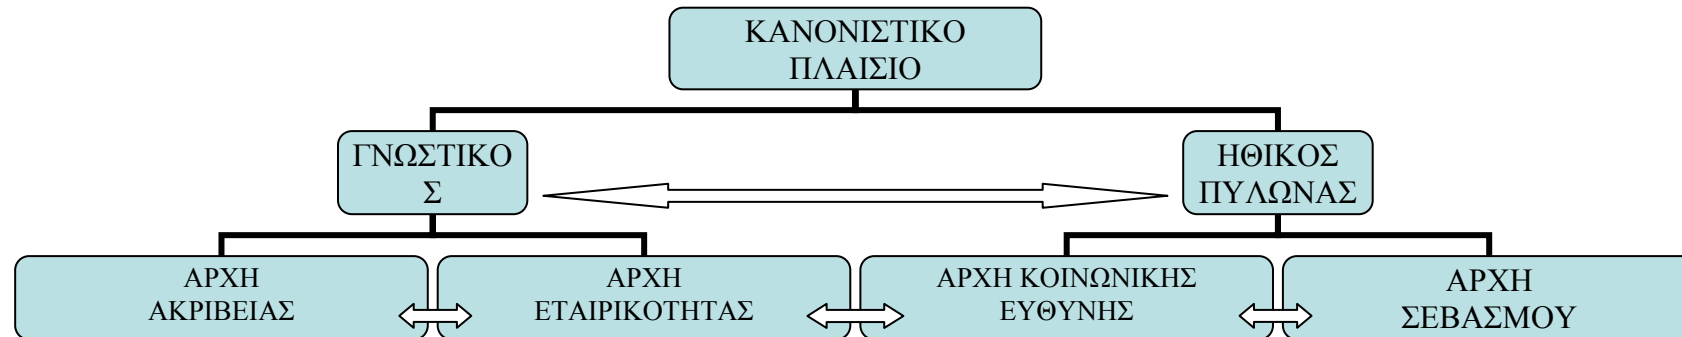 ΚΑΝΟΝΙΣΤΙΚΟ
ΠΛΑΙΣΙΟ
ΓΝΩΣΤΙΚΟ
Σ
ΗΘΙΚΟΣ
ΠΥΛΩΝΑΣ
ΑΡΧΗ
ΑΚΡΙΒΕΙΑΣ
ΑΡΧΗ
ΕΤΑΙΡΙΚΟΤΗΤΑΣ
ΑΡΧΗ ΚΟΙΝΩΝΙΚΗΣ
ΕΥΘΥΝΗΣ
ΑΡΧΗ
ΣΕΒΑΣΜΟΥ